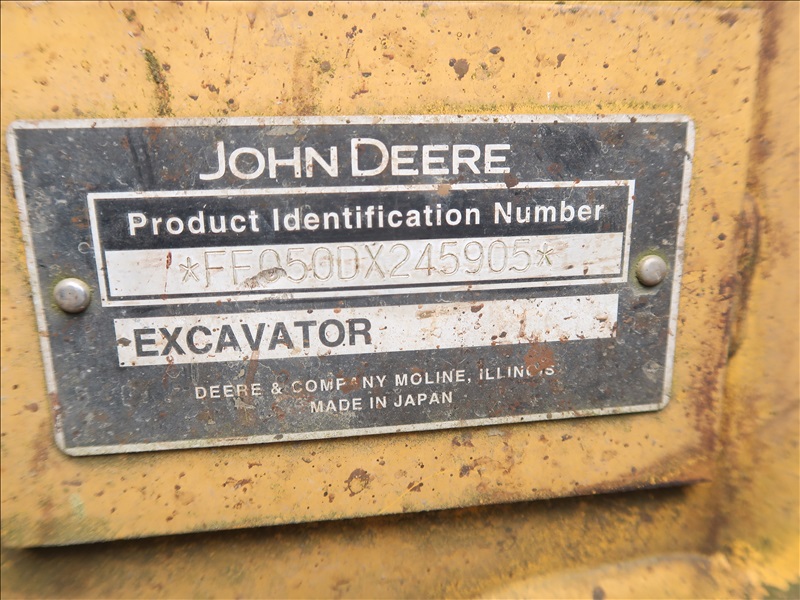 JOHN DEERE
Product Identification Number
*FF050DX245905*
EXCAVATOR
DEERE & COMPANY MOLINE, ILLINOIS
MADE IN JAPAN